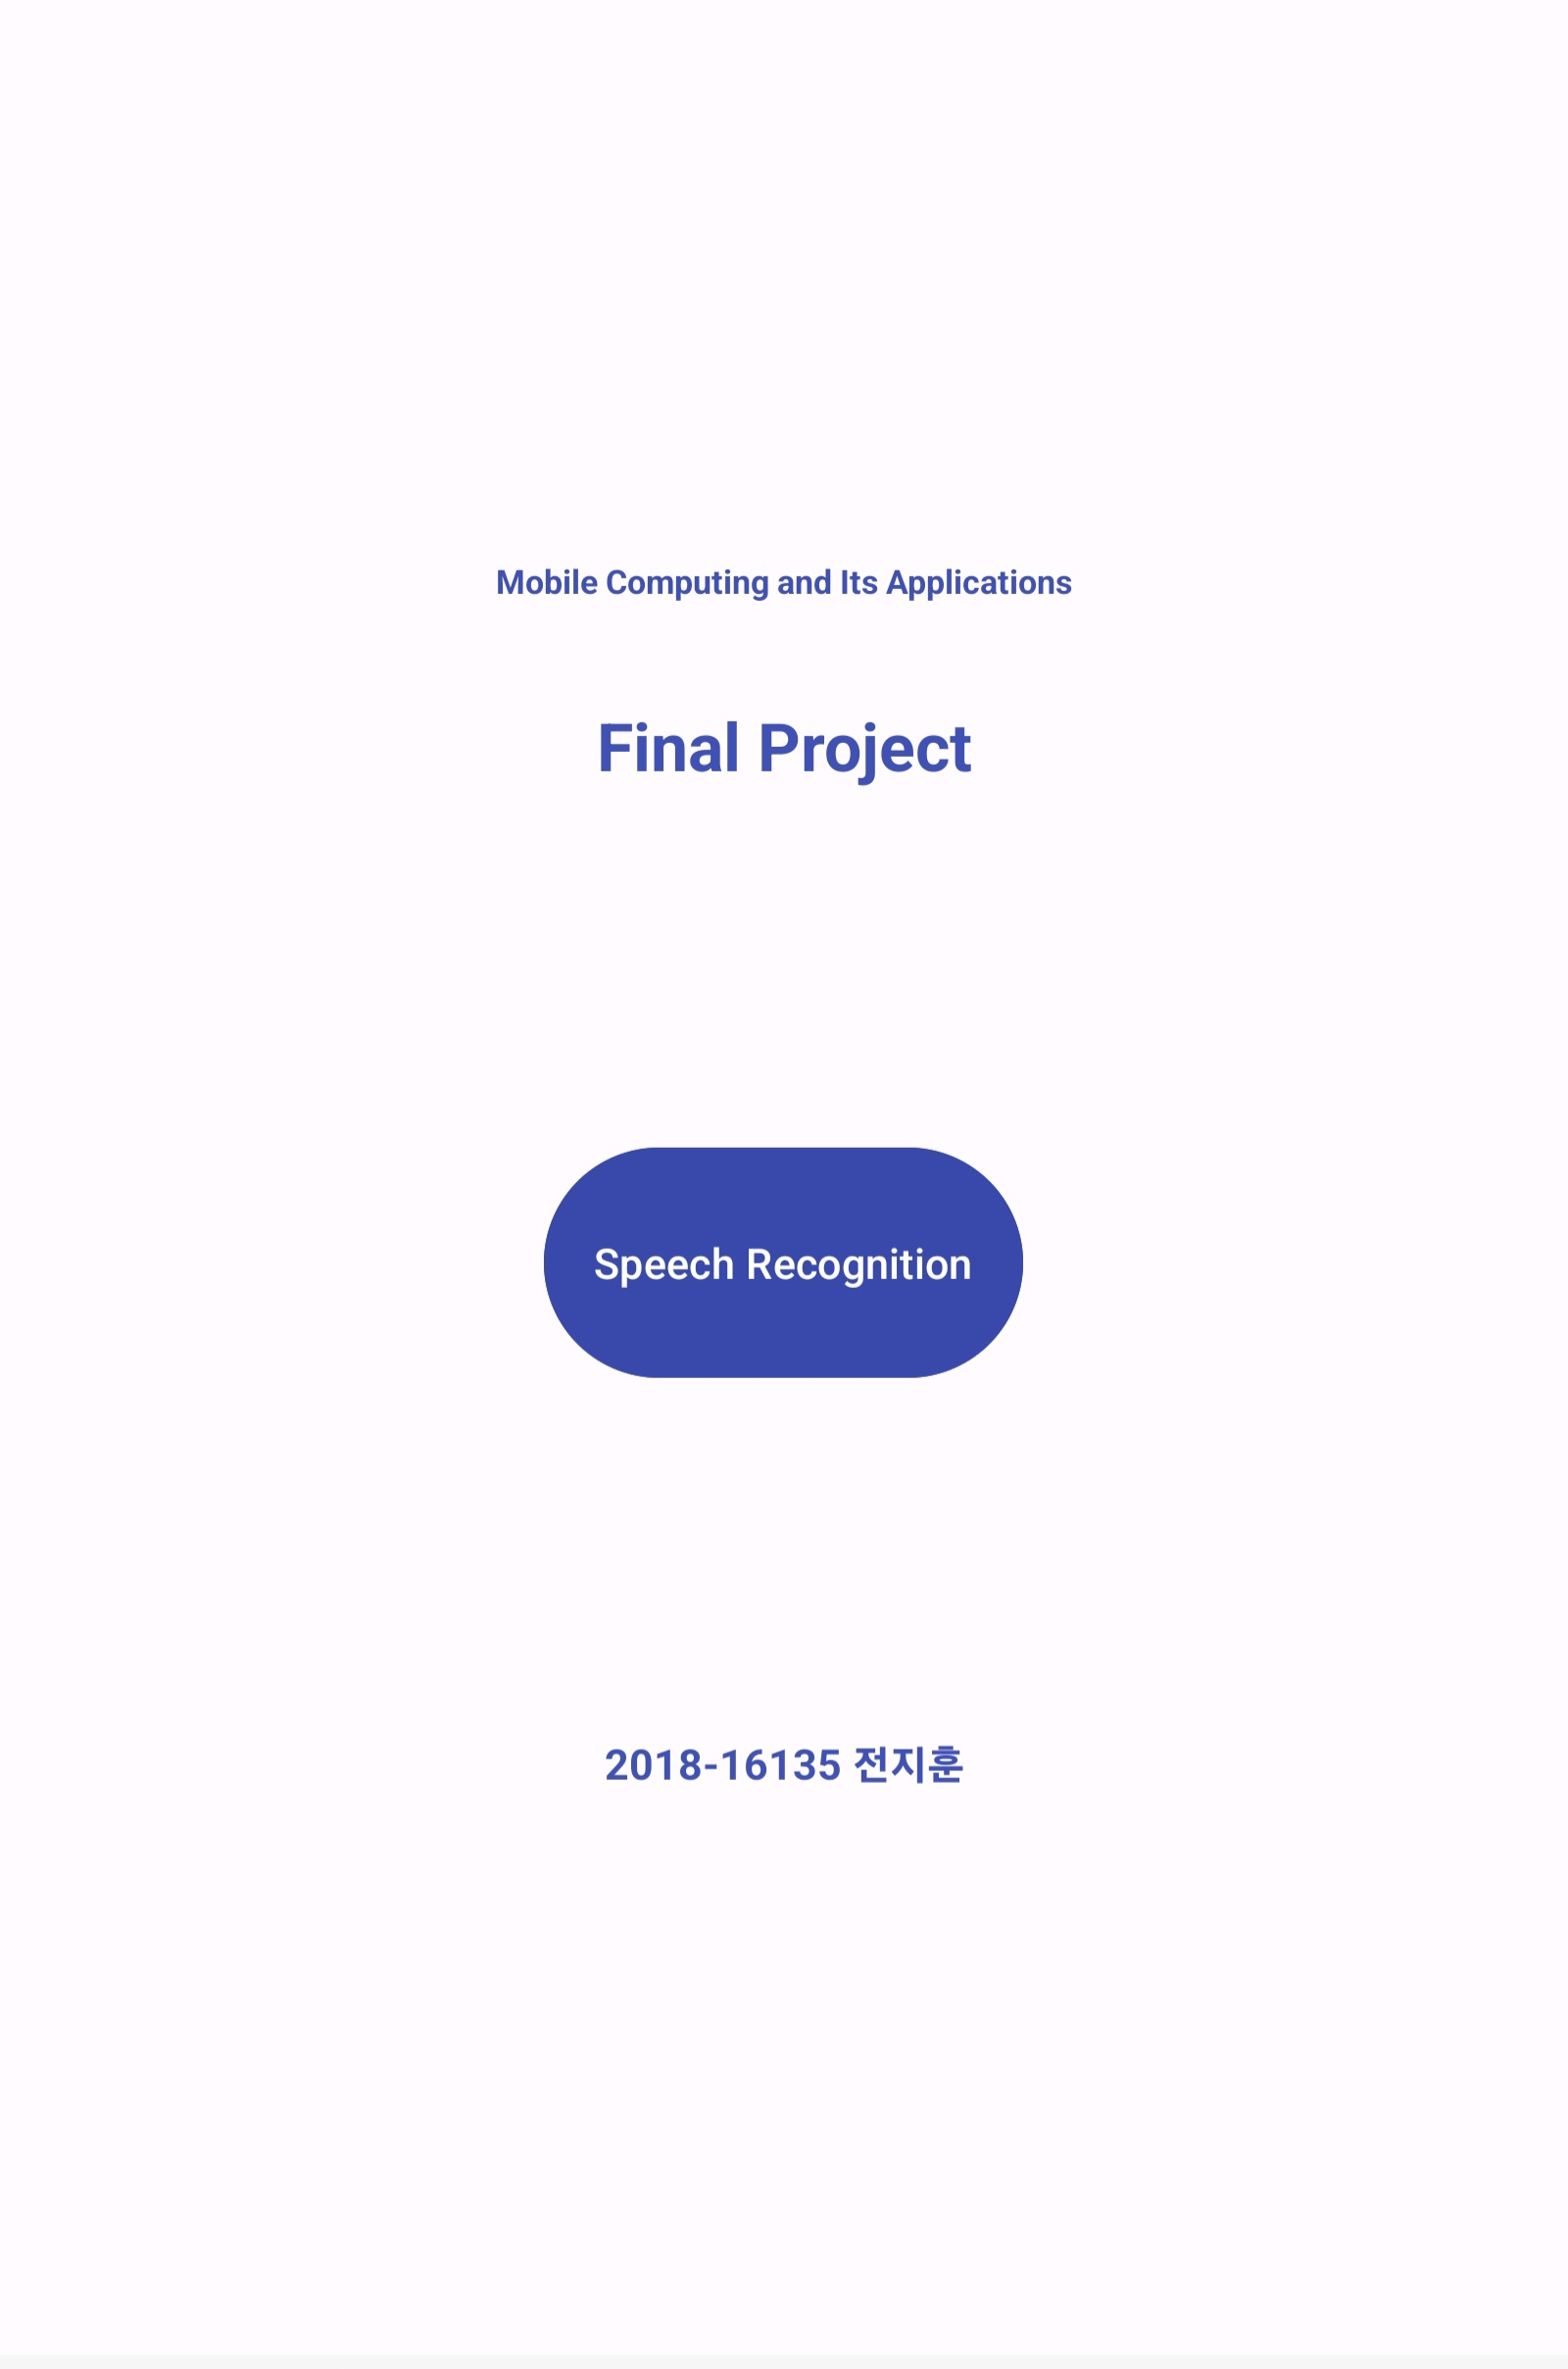 Mobile Computing and Its Applications
Final Project
Speech Recognition
2018-16135 전지훈